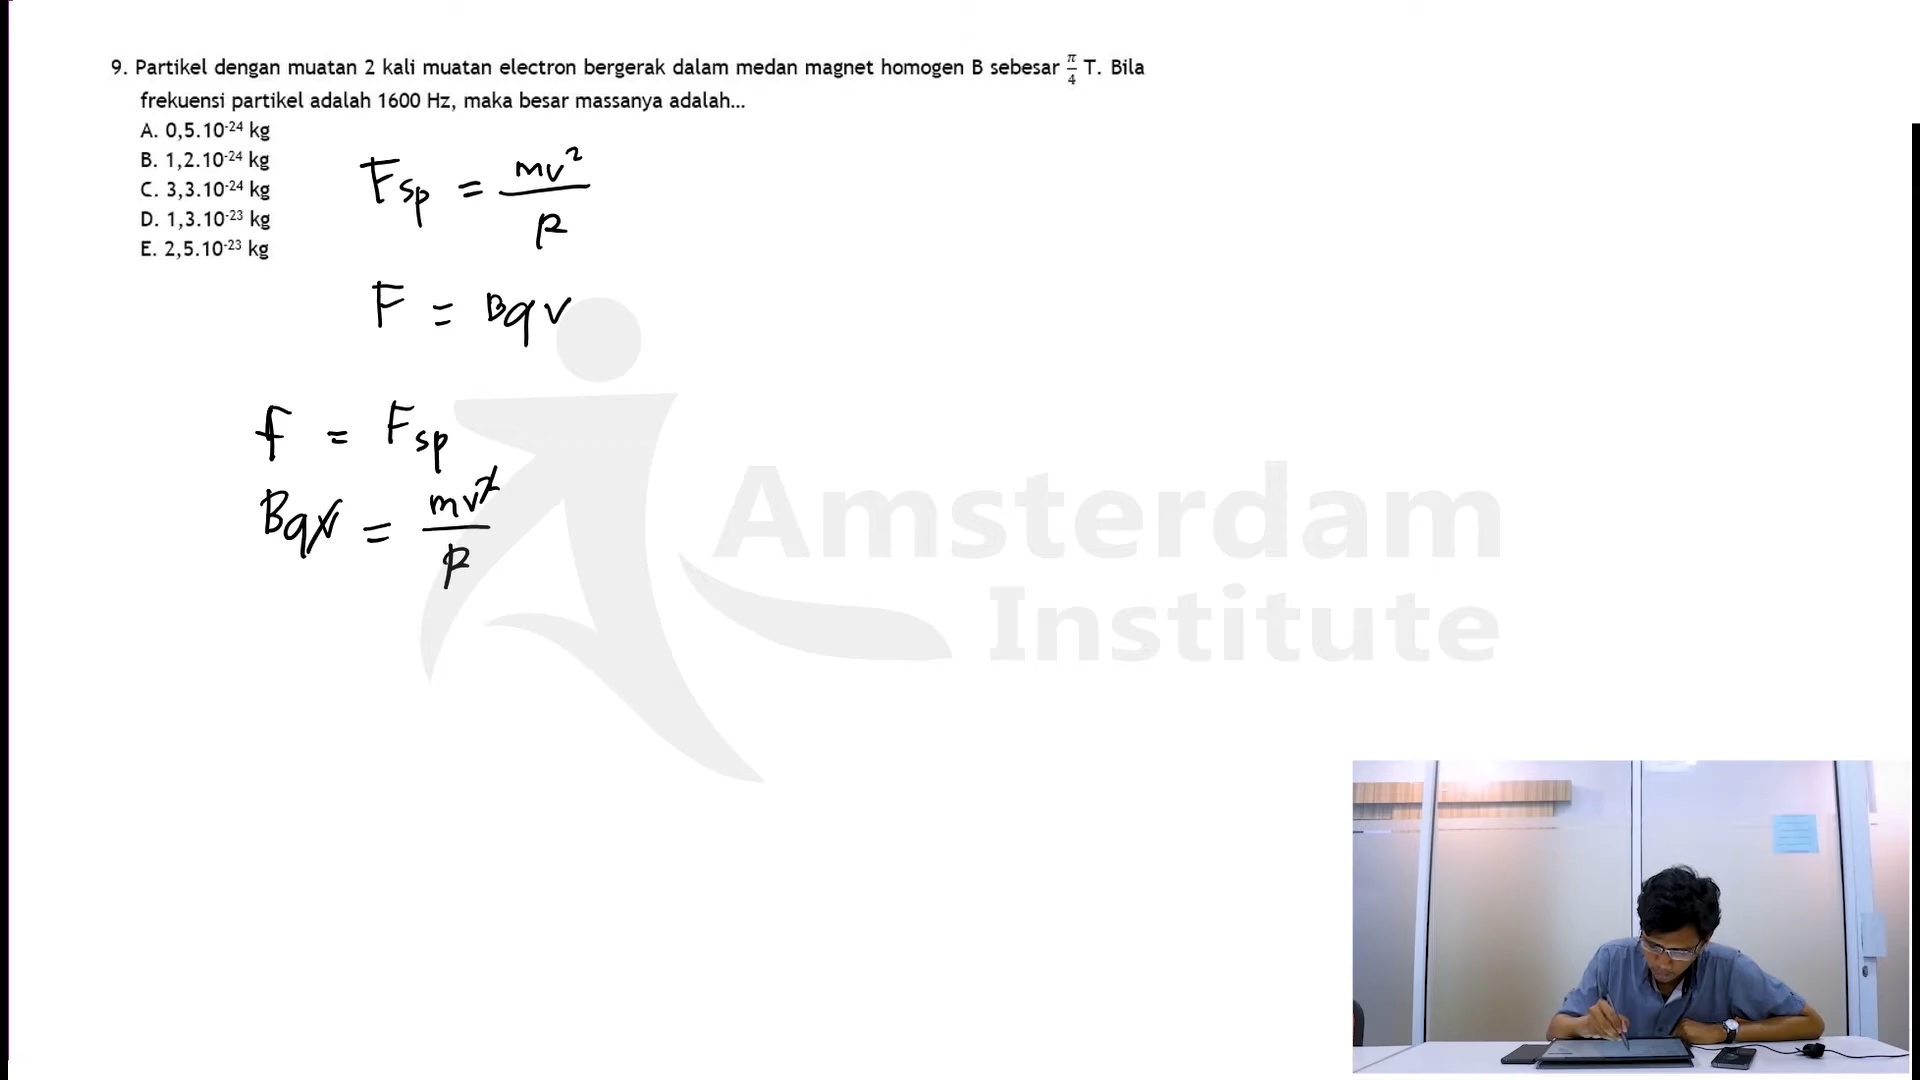 9. Partikel dengan muatan 2 kali muatan electron bergerak dalam medan magnet homogen B sebesar π/4 T. Bila
frekuensi partikel adalah 1600 Hz, maka besar massanya adalah...
A. 0,5.10⁻²⁴ kg
B. 1,2.10⁻²⁴ kg
C. 3,3.10⁻²⁴ kg
D. 1,3.10⁻²³ kg
E. 2,5.10⁻²³ kg
Fsp = mv²/R
F = Bqv
f = Fsp
Bqv = mv²/R
Amsterdam
Institute